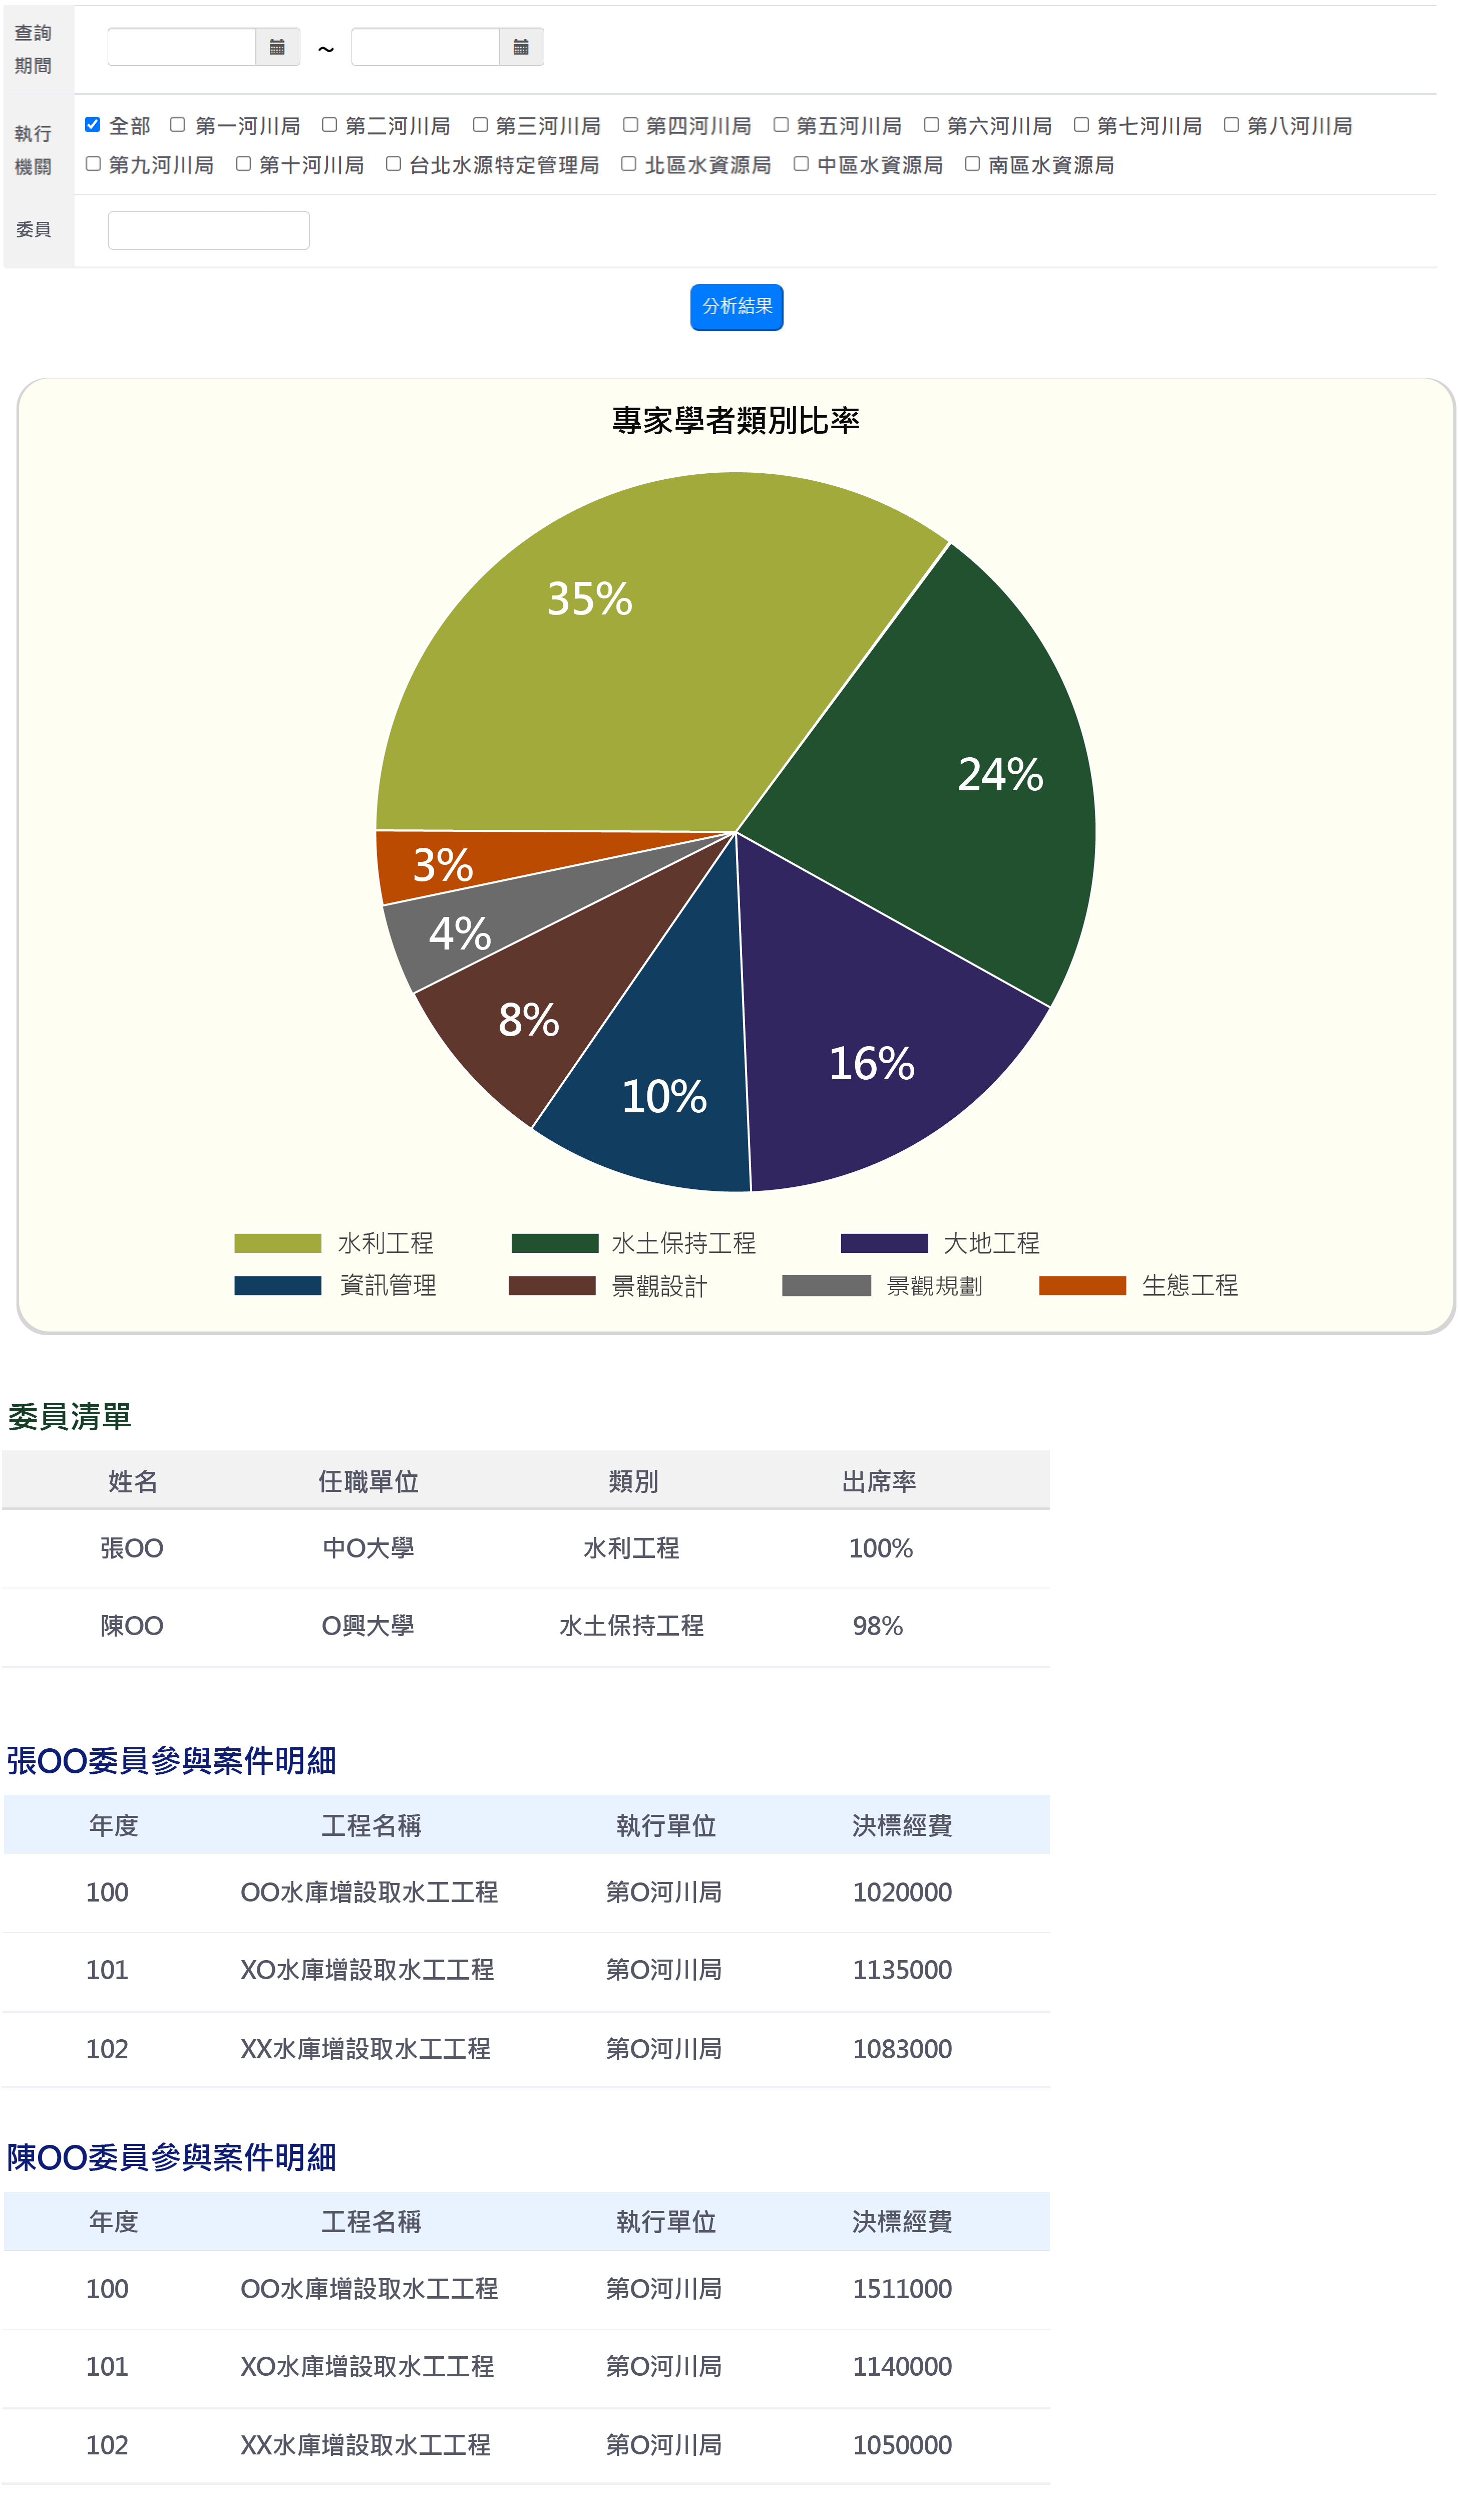 查詢
期間
～
執行
機關
全部 第一河川局 第二河川局 第三河川局 第四河川局 第五河川局 第六河川局 第七河川局 第八河川局
第九河川局 第十河川局 台北水源特定管理局 北區水資源局 中區水資源局 南區水資源局
委員
分析結果
專家學者類別比率
35%
24%
3%
4%
8%
16%
10%
水利工程 水土保持工程 大地工程
資訊管理 景觀設計 景觀規劃 生態工程
委員清單
姓名 任職單位 類別 出席率
張OO 中O大學 水利工程 100%
陳OO O興大學 水土保持工程 98%
張OO委員參與案件明細
年度 工程名稱 執行單位 決標經費
100 OO水庫增設取水工工程 第O河川局 1020000
101 XO水庫增設取水工工程 第O河川局 1135000
102 XX水庫增設取水工工程 第O河川局 1083000
陳OO委員參與案件明細
年度 工程名稱 執行單位 決標經費
100 OO水庫增設取水工工程 第O河川局 1511000
101 XO水庫增設取水工工程 第O河川局 1140000
102 XX水庫增設取水工工程 第O河川局 1050000